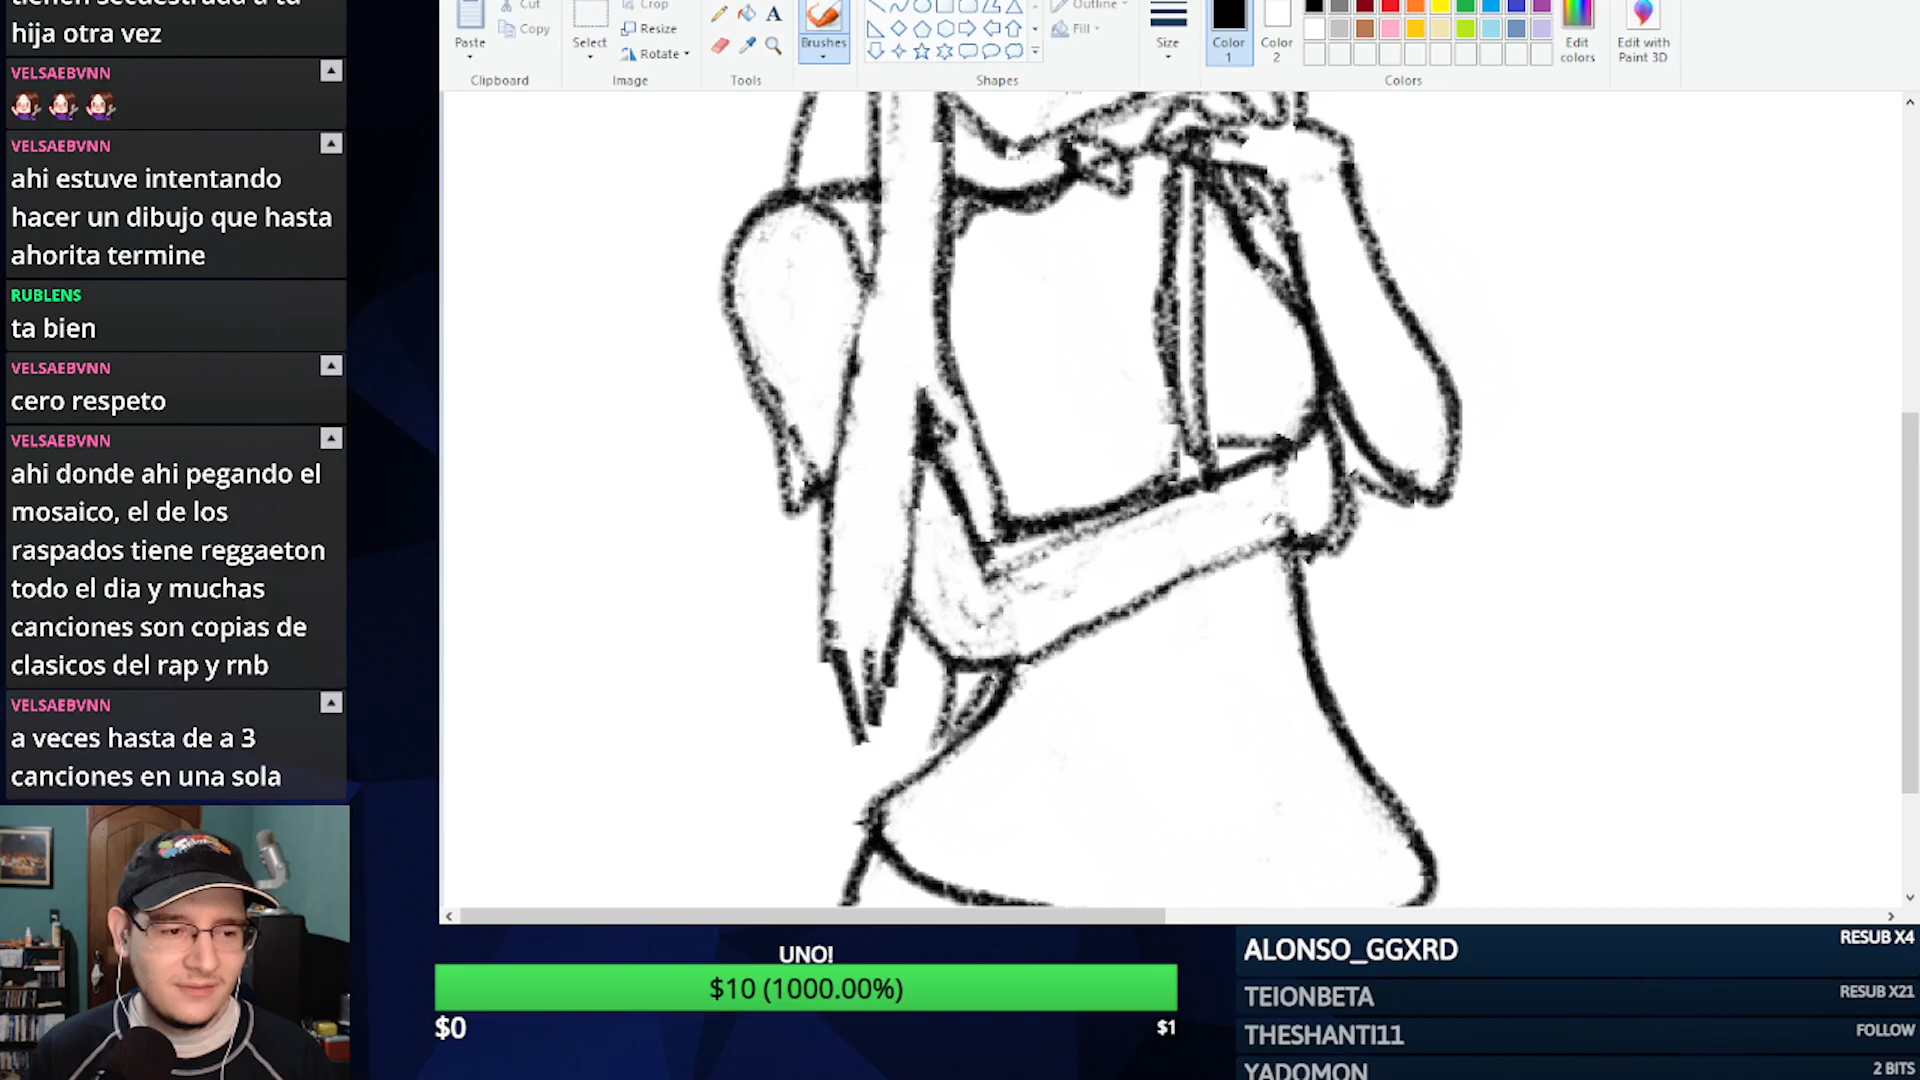 tienen secuestrada a tu
hija otra vez
VELSAEBVNN
VELSAEBVNN
ahi estuve intentando
hacer un dibujo que hasta
ahorita termine
RUBLENS
ta bien
VELSAEBVNN
cero respeto
VELSAEBVNN
ahi donde ahi pegando el
mosaico, el de los
raspados tiene reggaeton
todo el dia y muchas
canciones son copias de
clasicos del rap y rnb
VELSAEBVNN
a veces hasta de a 3
canciones en una sola
Paste
Cut
Copy
Clipboard
Select
Crop
Resize
Rotate
Image
A
Tools
Brushes
Shapes
Outline
Fill
Size
Color
1
Color
2
Colors
Edit
colors
Edit with
Paint 3D
UNO!
$10 (1000.00%)
$0
$1
ALONSO_GGXRD
RESUB X4
TEIONBETA
RESUB X21
THESHANTI11
FOLLOW
YADOMON
2 BITS